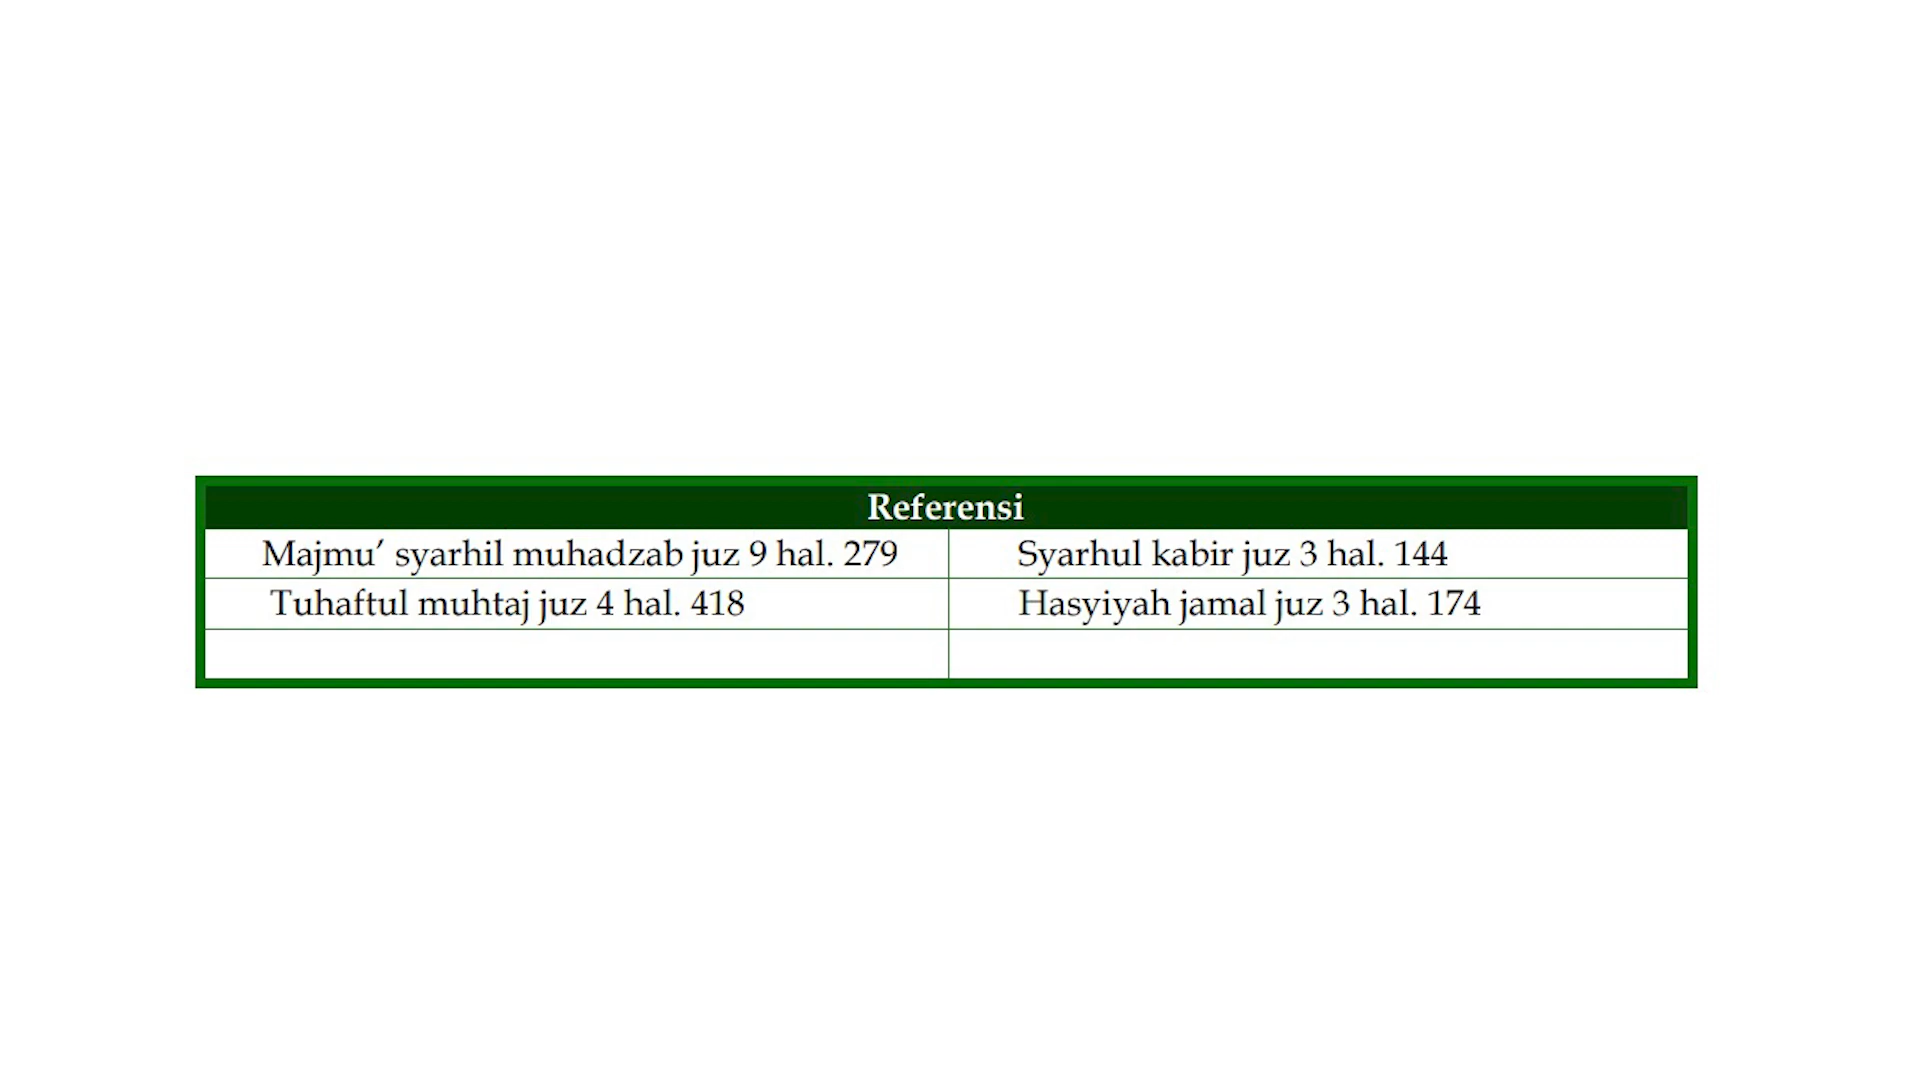 Referensi
Majmu’ syarhil muhadzab juz 9 hal. 279
Syarhul kabir juz 3 hal. 144
Tuhaftul muhtaj juz 4 hal. 418
Hasyiyah jamal juz 3 hal. 174